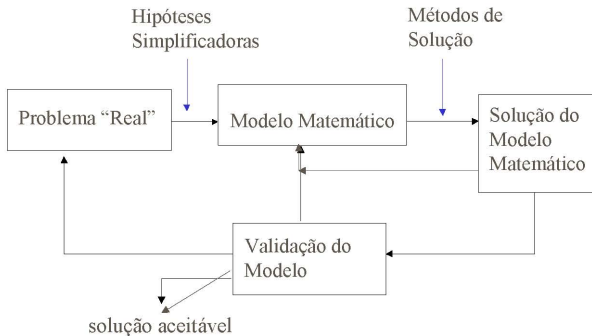 Hipóteses
Simplificadoras
Métodos de
Solução
Problema “Real”
Modelo Matemático
Solução do
Modelo
Matemático
Validação do
Modelo
solução aceitável